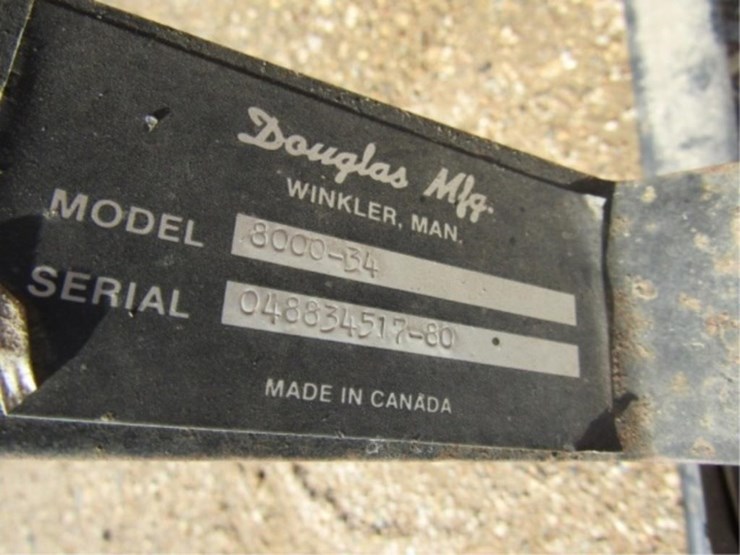 Douglas Mfg.
WINKLER, MAN.
MODEL 8000-34
SERIAL 048834517-80
MADE IN CANADA